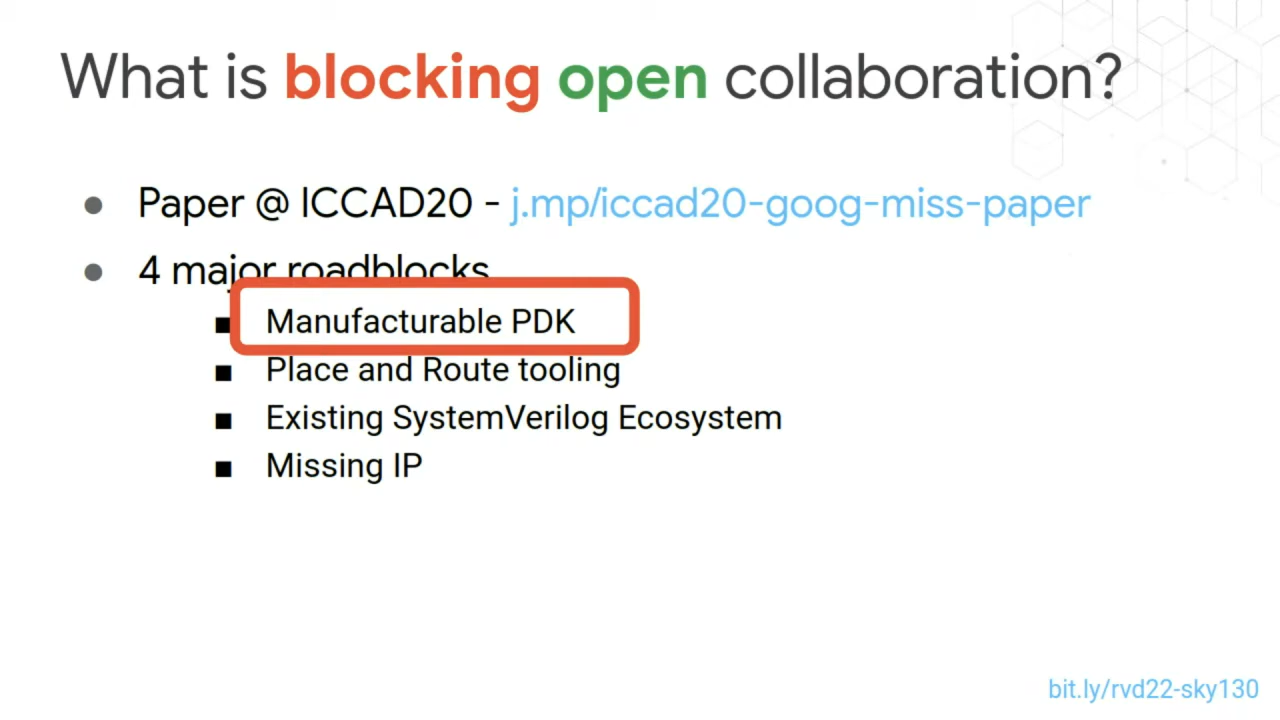 What is blocking open collaboration?
● Paper @ ICCAD20 - j.mp/iccad20-goog-miss-paper
● 4 major roadblocks
■ Manufacturable PDK
■ Place and Route tooling
■ Existing SystemVerilog Ecosystem
■ Missing IP
bit.ly/rvd22-sky130